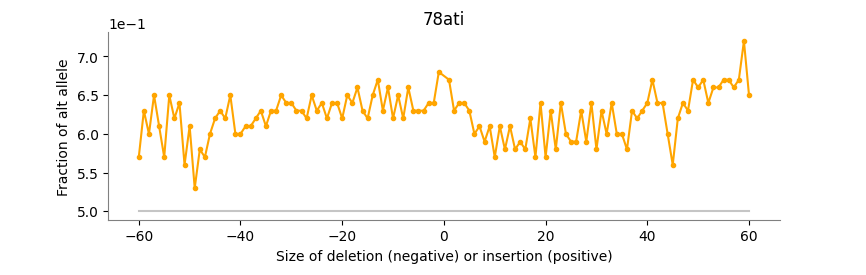 78ati
1e−1
7.0
6.5
6.0
5.5
5.0
Fraction of alt allele
−60 −40 −20 0 20 40 60
Size of deletion (negative) or insertion (positive)